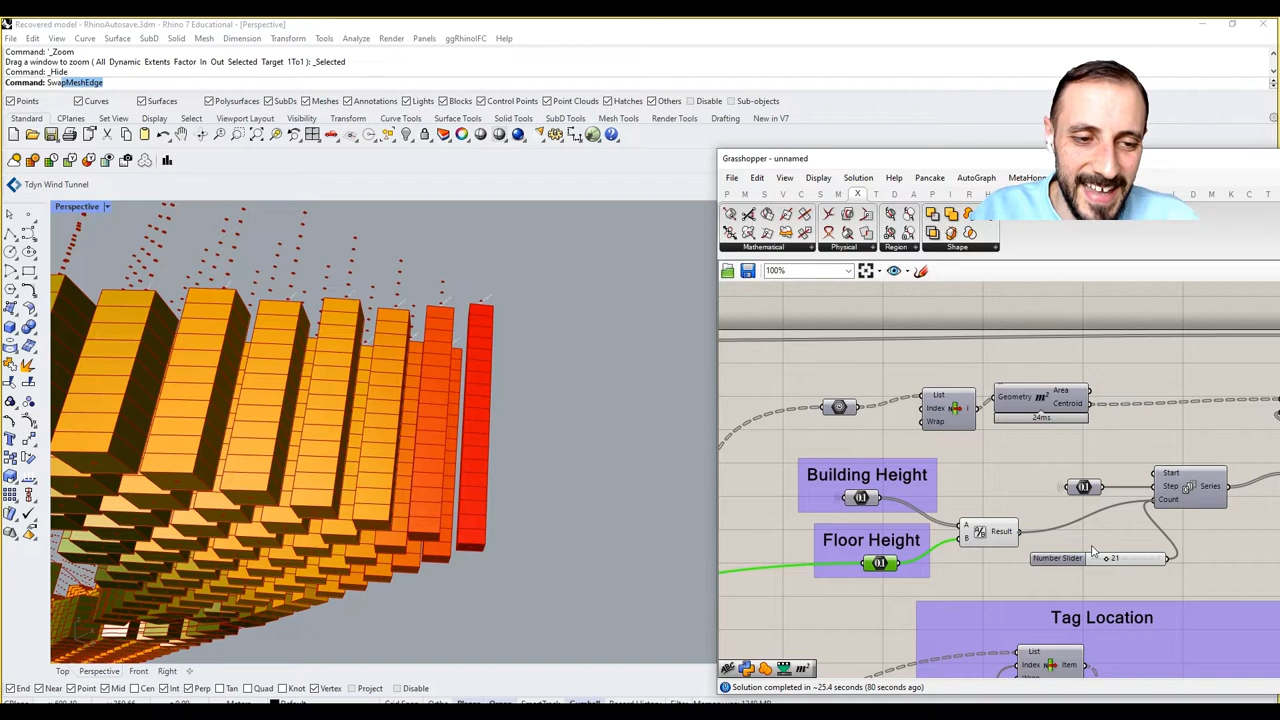 Recovered model - RhinoAutosave.3dm - Rhino 7 Educational - [Perspective]
File Edit View Curve Surface SubD Solid Mesh Dimension Transform Tools Analyze Render Panels ggRhinoIFC Help
Command: '_Zoom
Drag a window to zoom ( All Dynamic Extents Factor In Out Selected Target 1To1 ): _Selected
Command: _Hide
Command: SwapMeshEdge
Points Curves Surfaces Polysurfaces SubDs Meshes Annotations Lights Blocks Control Points Point Clouds Hatches Others Disable Sub-objects
Standard CPlanes Set View Display Select Viewport Layout Visibility Transform Curve Tools Surface Tools Solid Tools SubD Tools Mesh Tools Render Tools Drafting New in V7
Tdyn Wind Tunnel
Perspective
Grasshopper - unnamed
File Edit View Display Solution Help Pancake AutoGraph MetaHopp
P M S V C S M I X T D
Mathematical Physical Region Shape
100%
List
Index
Wrap
i
Geometry
Area
Centroid
24ms
Building Height
Floor Height
A
B
Result
Start
Step
Count
Series
Number Slider 21
Tag Location
List
Index
Item
Top Perspective Front Right
End Near Point Mid Cen Int Perp Tan Quad Knot Vertex Project Disable
Solution completed in ~25.4 seconds (80 seconds ago)